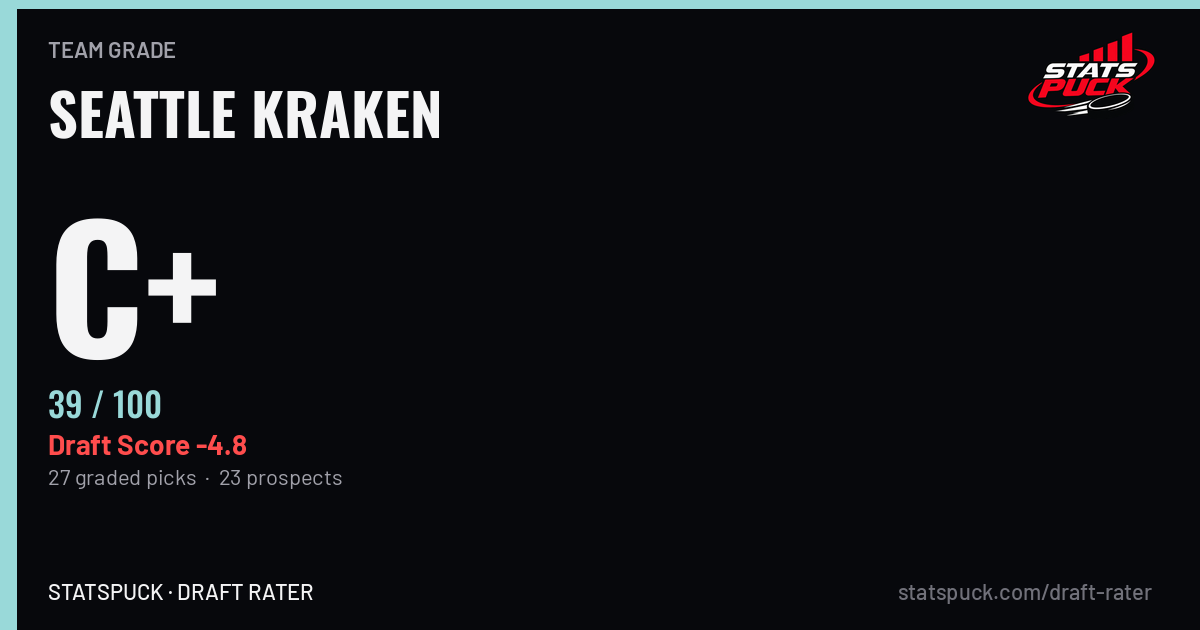 TEAM GRADE
STATS
PUCK
SEATTLE KRAKEN
C+
39 / 100
Draft Score -4.8
27 graded picks · 23 prospects
STATSPUCK · DRAFT RATER
statspuck.com/draft-rater